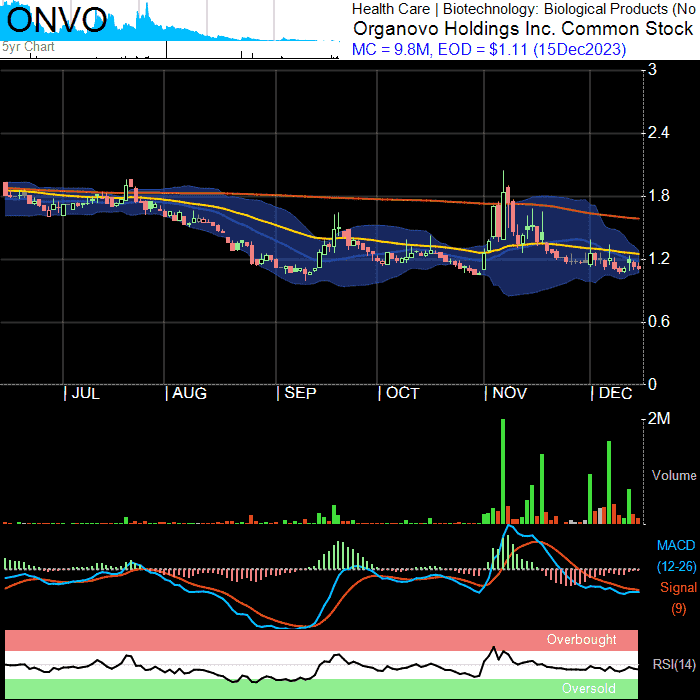 ONVO
5yr Chart
Health Care | Biotechnology: Biological Products (No
Organovo Holdings Inc. Common Stock
MC = 9.8M, EOD = $1.11 (15Dec2023)
3
2.4
1.8
1.2
0.6
0
| JUL | AUG | SEP | OCT | NOV | DEC
2M
Volume
MACD
(12-26)
Signal
(9)
Overbought
RSI(14)
Oversold